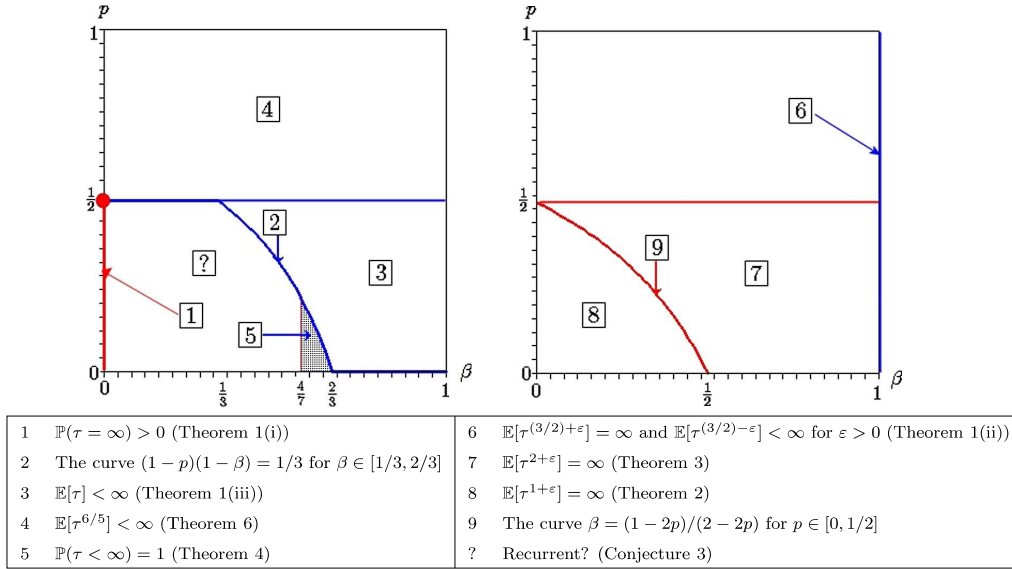 p
p
1
1
4
6
1/2
1/2
2
9
?
3
7
1
5
8
0
0
0
1/3
4/7
2/3
1
β
0
1/2
1
β
1 ℙ(τ = ∞) > 0 (Theorem 1(i))
2 The curve (1 − p)(1 − β) = 1/3 for β ∈ [1/3, 2/3]
3 𝔼[τ] < ∞ (Theorem 1(iii))
4 𝔼[τ^{6/5}] < ∞ (Theorem 6)
5 ℙ(τ < ∞) = 1 (Theorem 4)
6 𝔼[τ^{(3/2)+ε}] = ∞ and 𝔼[τ^{(3/2)−ε}] < ∞ for ε > 0 (Theorem 1(ii))
7 𝔼[τ^{2+ε}] = ∞ (Theorem 3)
8 𝔼[τ^{1+ε}] = ∞ (Theorem 2)
9 The curve β = (1 − 2p)/(2 − 2p) for p ∈ [0, 1/2]
? Recurrent? (Conjecture 3)